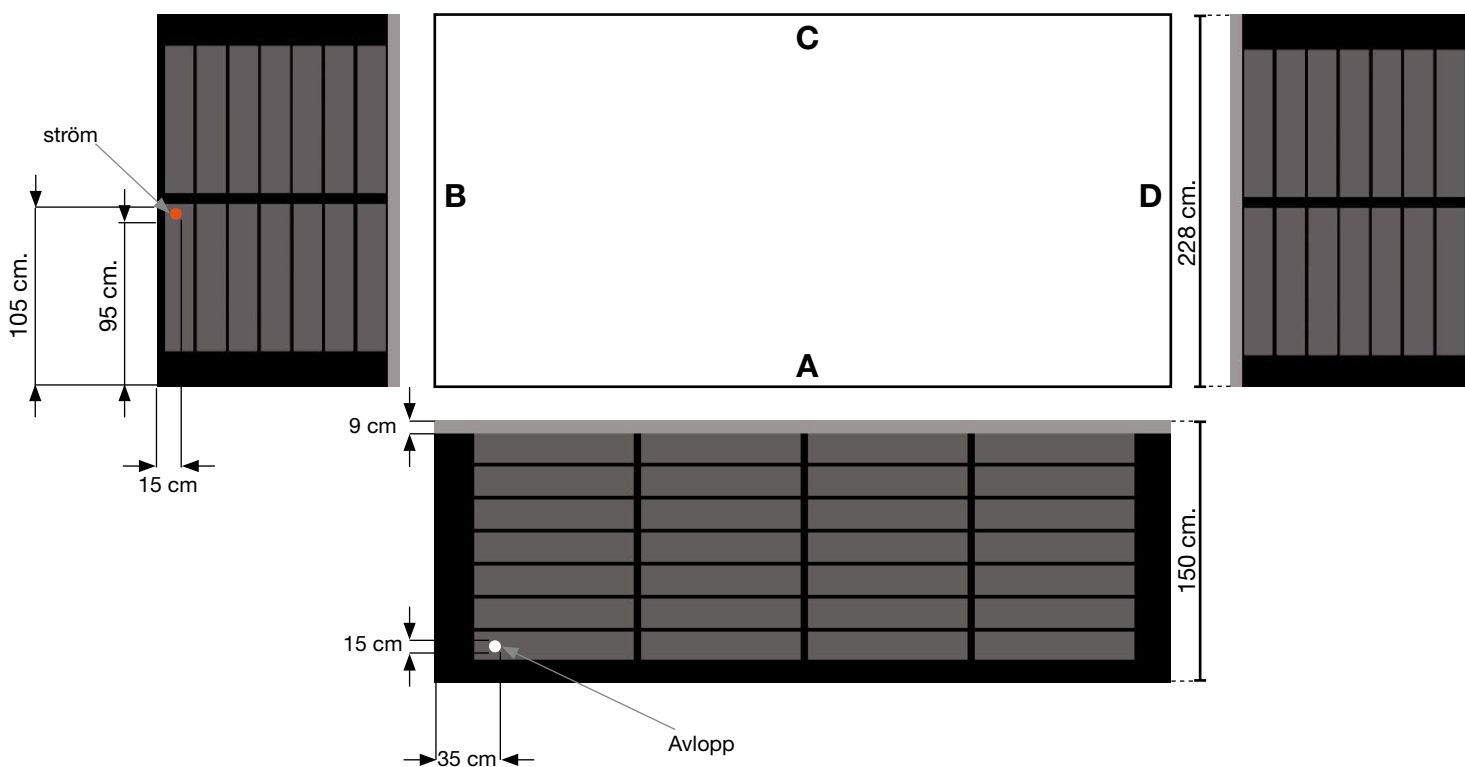 C
ström
B
D
228 cm.
105 cm.
95 cm.
A
9 cm
15 cm
150 cm.
15 cm
Avlopp
35 cm